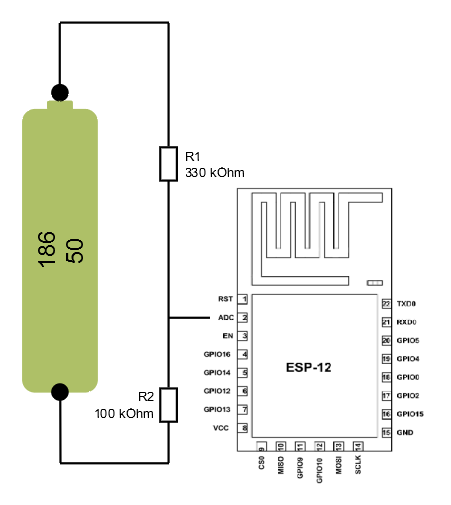 186
50
R1
330 kOhm
R2
100 kOhm
ESP-12
RST 1
ADC 2
EN 3
GPIO16 4
GPIO14 5
GPIO12 6
GPIO13 7
VCC 8
22 TXD0
21 RXD0
20 GPIO5
19 GPIO4
18 GPIO0
17 GPIO2
16 GPIO15
15 GND
CS0 9
MISO 10
GPIO9 11
GPIO10 12
MOSI 13
SCLK 14